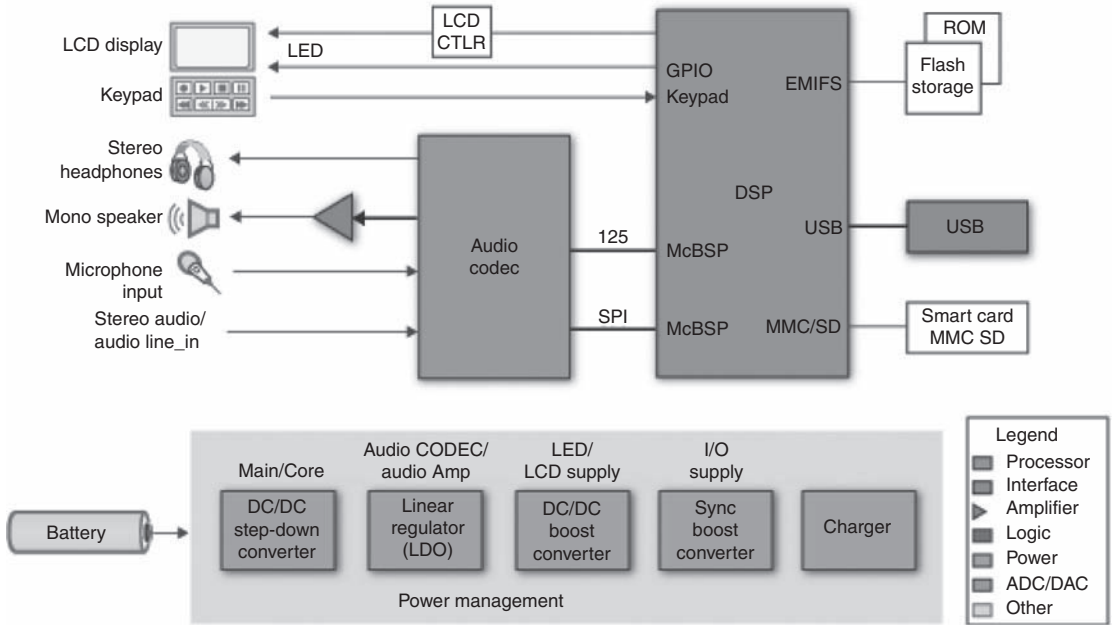 LCD display
LCD
CTLR
LED
Keypad
Stereo
headphones
Mono speaker
Microphone
input
Stereo audio/
audio line_in
Audio
codec
125
SPI
GPIO
Keypad
EMIFS
DSP
USB
McBSP
McBSP
MMC/SD
ROM
Flash
storage
USB
Smart card
MMC SD
Battery
Main/Core
DC/DC
step-down
converter
Audio CODEC/
audio Amp
Linear
regulator
(LDO)
LED/
LCD supply
DC/DC
boost
converter
I/O
supply
Sync
boost
converter
Charger
Power management
Legend
Processor
Interface
Amplifier
Logic
Power
ADC/DAC
Other